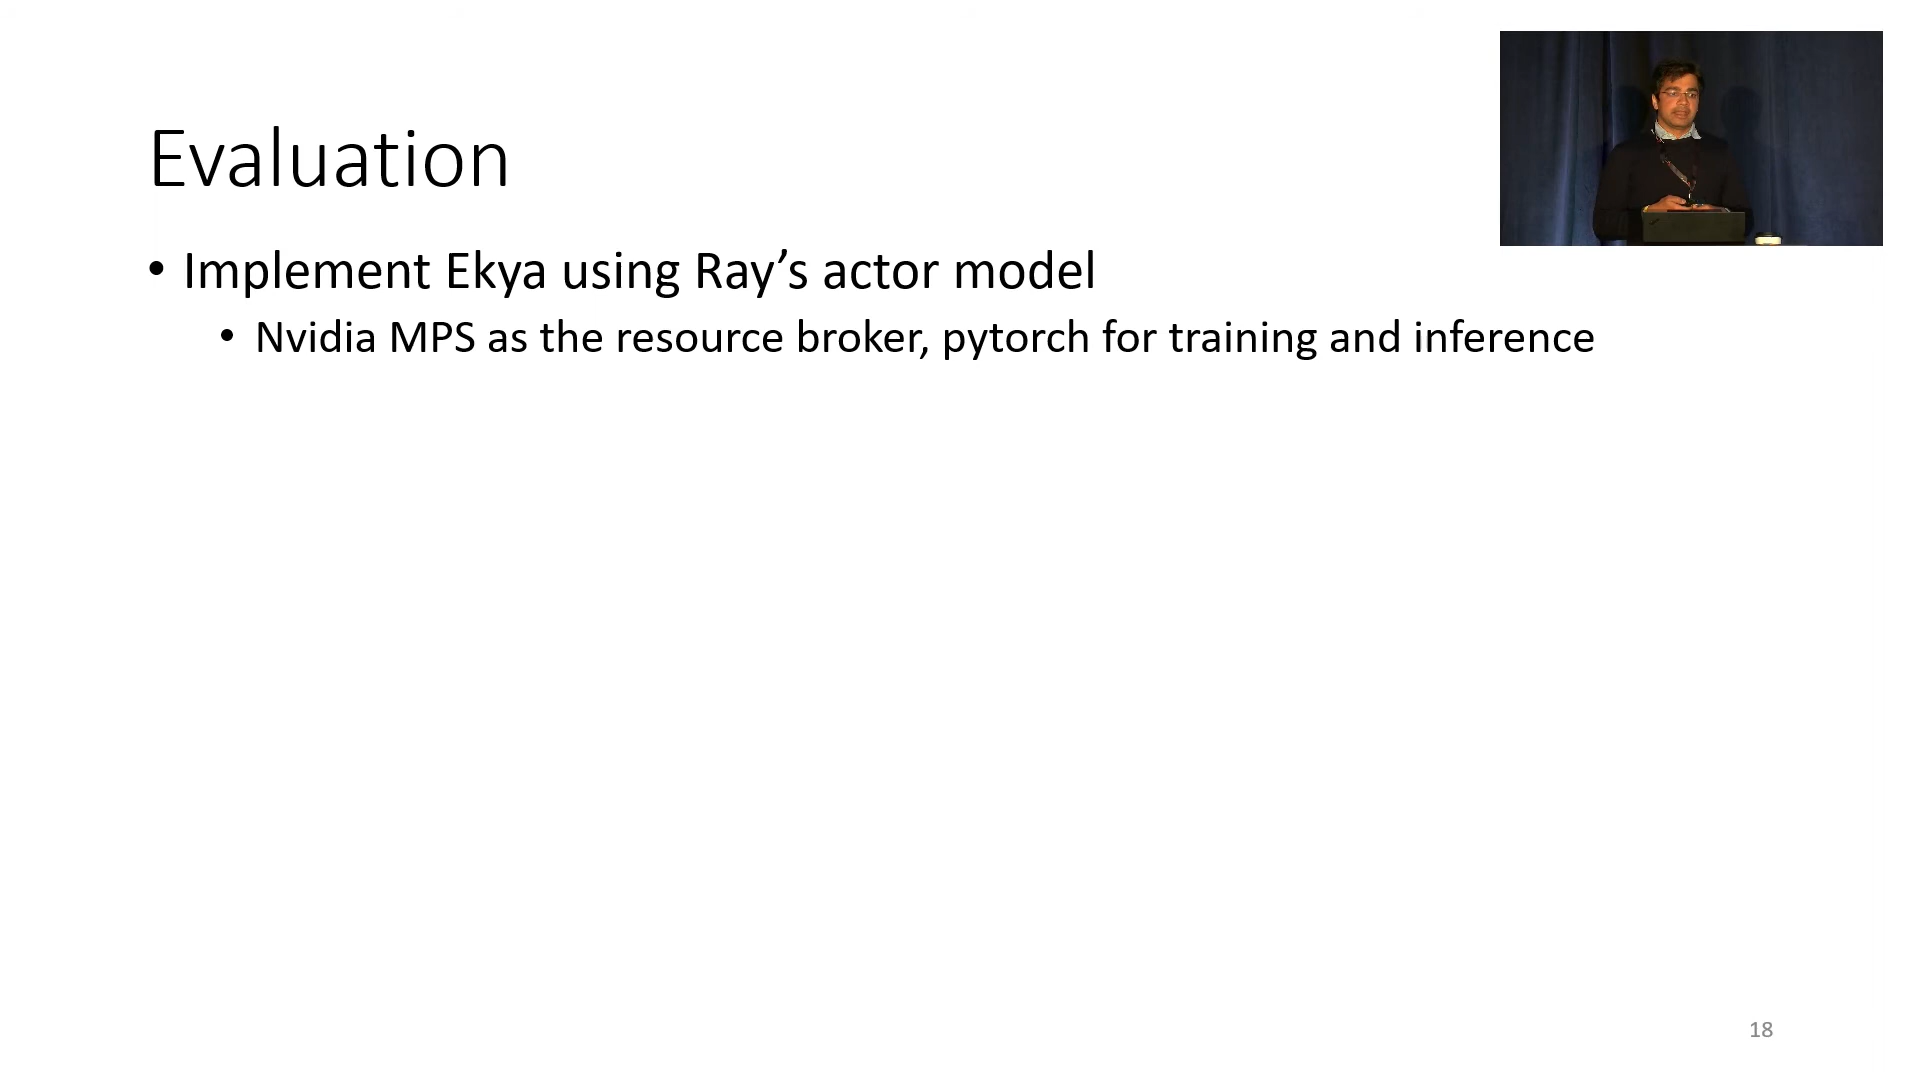 Evaluation
• Implement Ekya using Ray’s actor model
• Nvidia MPS as the resource broker, pytorch for training and inference
18